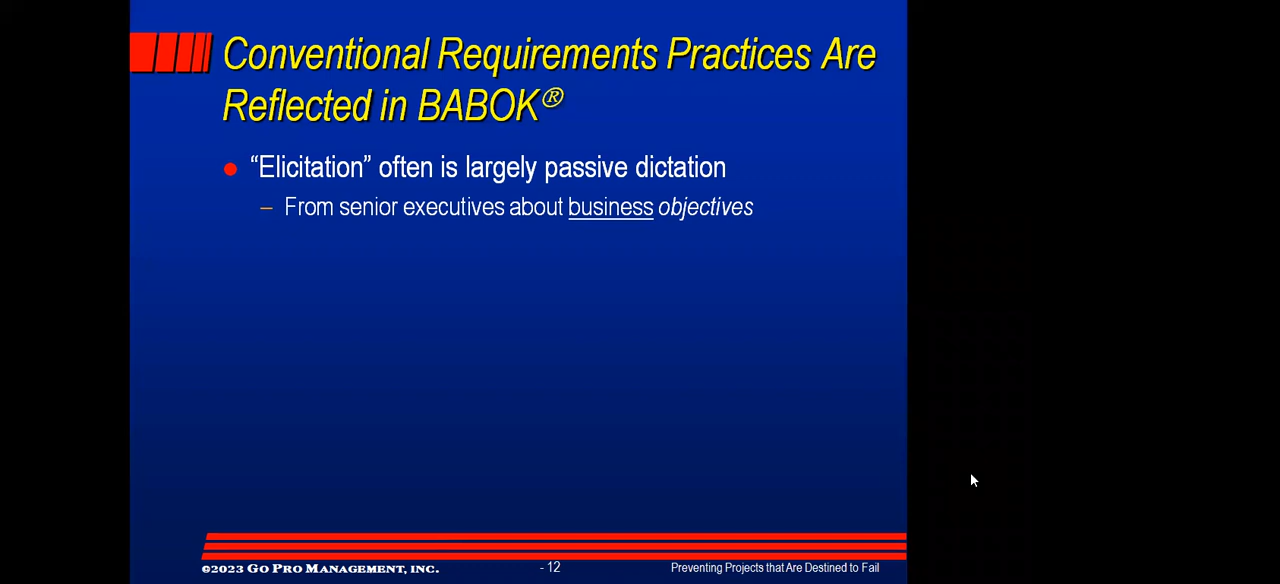 Conventional Requirements Practices Are
Reflected in BABOK®
● “Elicitation” often is largely passive dictation
– From senior executives about business objectives
©2023 GO PRO MANAGEMENT, INC.
- 12
Preventing Projects that Are Destined to Fail